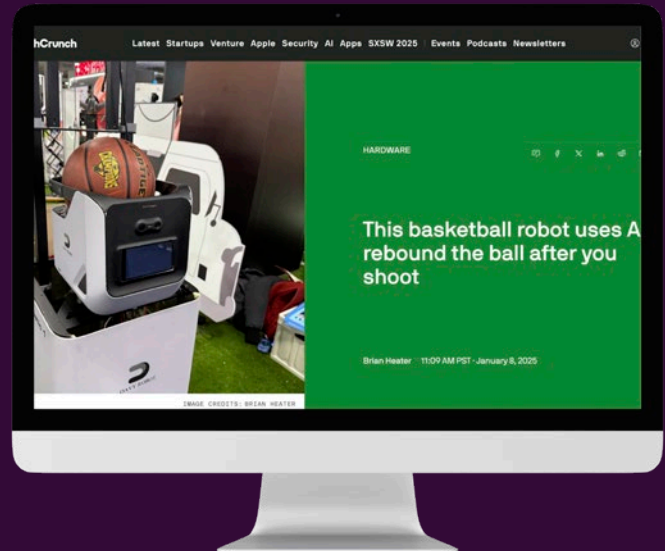 hCrunch
Latest Startups Venture Apple Security AI Apps SXSW 2025 | Events Podcasts Newsletters
HARDWARE
This basketball robot uses A
rebound the ball after you
shoot
Brian Heater 11:09 AM PST · January 8, 2025
IMAGE CREDITS: BRIAN HEATER